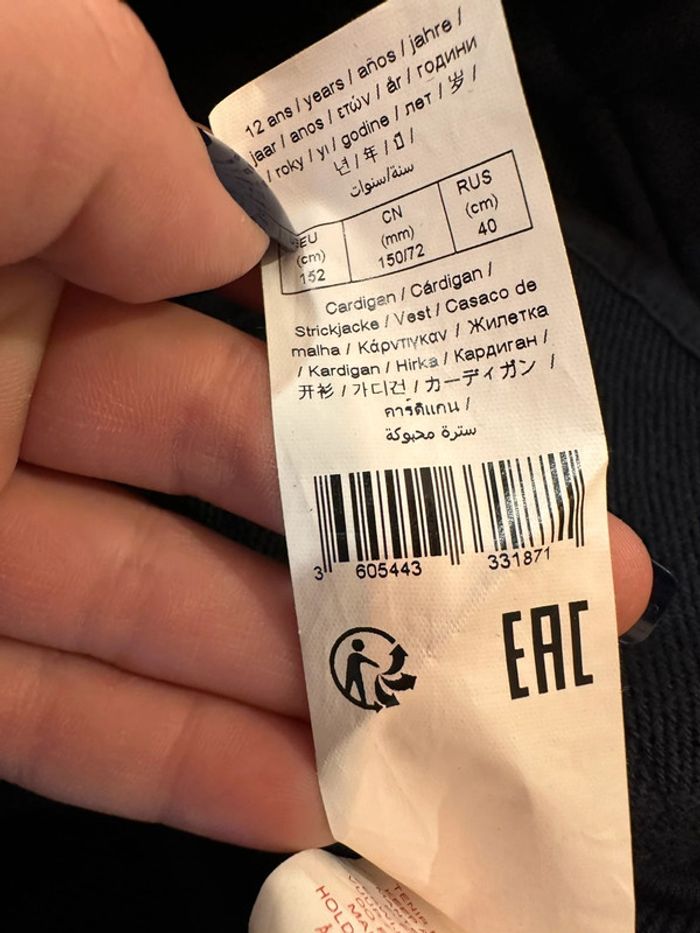 12 ans / years / años / jahre /
jaar / anos / ετών / år / години
/ roky / yı / godine / лет / 岁 /
년 / 年 / ปี /
سنة/سنوات
EU
(cm)
152
CN
(mm)
150/72
RUS
(cm)
40
Cardigan / Cárdigan /
Strickjacke / Vest / Casaco de
malha / Κάρντιγκαν / Жилетка
/ Kardigan / Hirka / Кардиган /
开衫 / 가디건 / カーディガン /
คาร์ดิแกน /
سترة محبوكة
3 605443 331871
EAC
TENIR
KEEP
HOLD